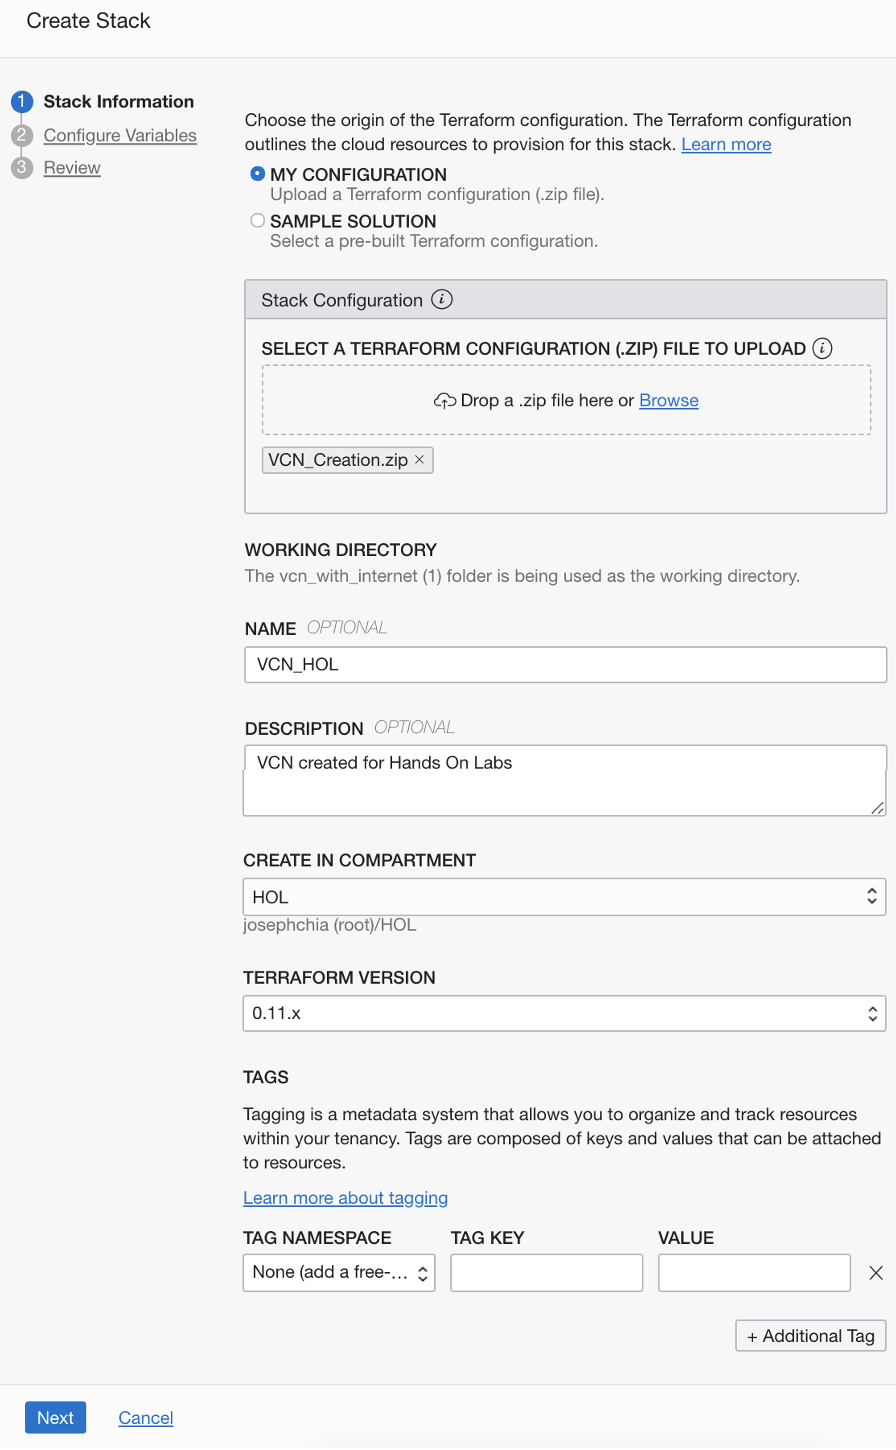 Create Stack
1 Stack Information
2 Configure Variables
3 Review
Choose the origin of the Terraform configuration. The Terraform configuration
outlines the cloud resources to provision for this stack. Learn more
MY CONFIGURATION
Upload a Terraform configuration (.zip file).
SAMPLE SOLUTION
Select a pre-built Terraform configuration.
Stack Configuration i
SELECT A TERRAFORM CONFIGURATION (.ZIP) FILE TO UPLOAD i
Drop a .zip file here or Browse
VCN_Creation.zip ×
WORKING DIRECTORY
The vcn_with_internet (1) folder is being used as the working directory.
NAME OPTIONAL
VCN_HOL
DESCRIPTION OPTIONAL
VCN created for Hands On Labs
CREATE IN COMPARTMENT
HOL
josephchia (root)/HOL
TERRAFORM VERSION
0.11.x
TAGS
Tagging is a metadata system that allows you to organize and track resources
within your tenancy. Tags are composed of keys and values that can be attached
to resources.
Learn more about tagging
TAG NAMESPACE TAG KEY VALUE
None (add a free-...
+ Additional Tag
Next Cancel